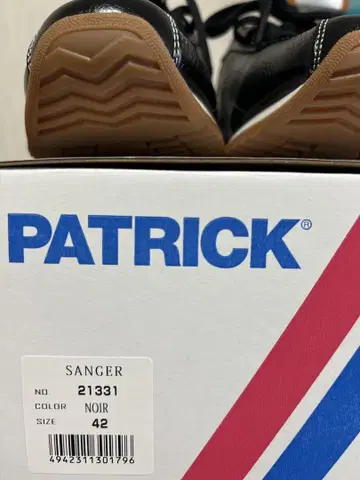 PATRICK®
SANGER
NO. 21331
COLOR NOIR
SIZE 42
4942311301796